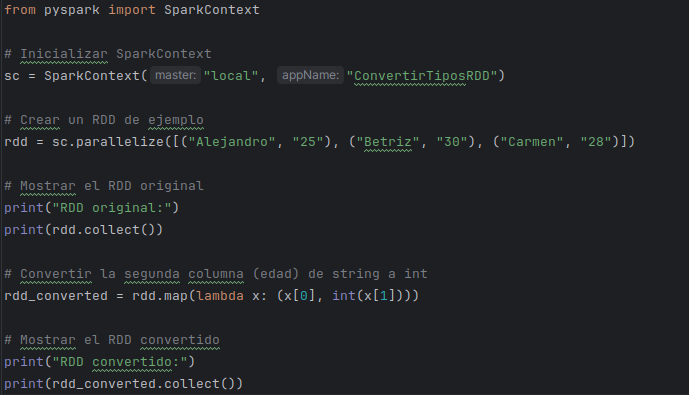 from pyspark import SparkContext
# Inicializar SparkContext
sc = SparkContext( master: "local", appName: "ConvertirTiposRDD")
# Crear un RDD de ejemplo
rdd = sc.parallelize([("Alejandro", "25"), ("Betriz", "30"), ("Carmen", "28")])
# Mostrar el RDD original
print("RDD original:")
print(rdd.collect())
# Convertir la segunda columna (edad) de string a int
rdd_converted = rdd.map(lambda x: (x[0], int(x[1])))
# Mostrar el RDD convertido
print("RDD convertido:")
print(rdd_converted.collect())